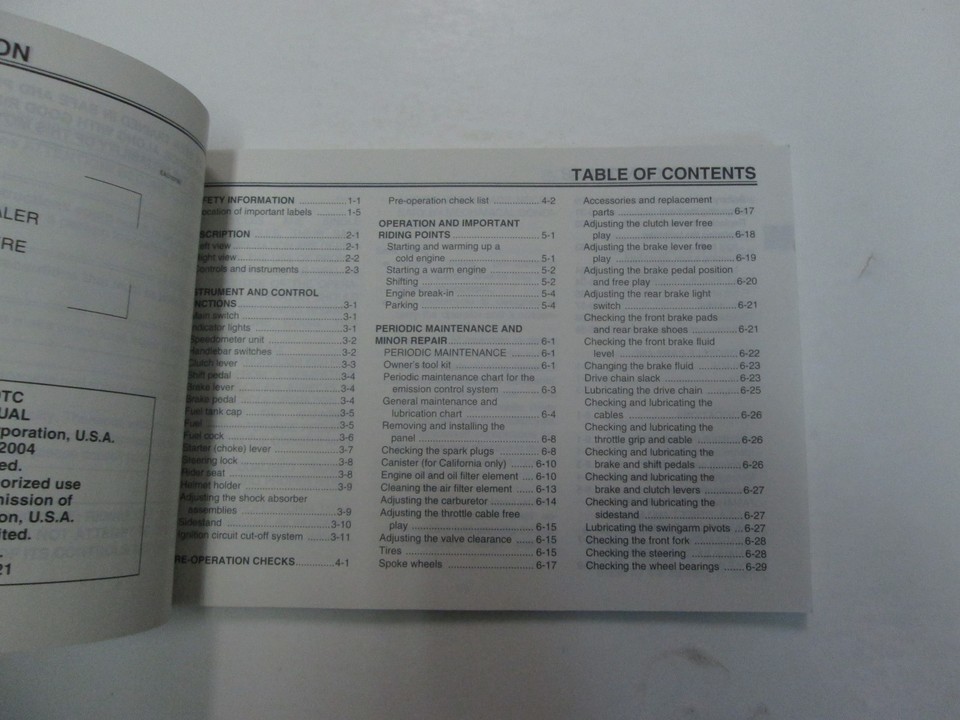 ON
ALER
RE
OTC
UAL
poration, U.S.A.
2004
ed.
orized use
mission of
on, U.S.A.
ited.
21
TABLE OF CONTENTS
FETY INFORMATION ..... 1-1
ocation of important labels ..... 1-5
SCRIPTION ..... 2-1
eft view ..... 2-1
ight view ..... 2-2
ontrols and instruments ..... 2-3
STRUMENT AND CONTROL
NCTIONS ..... 3-1
Main switch ..... 3-1
ndicator lights ..... 3-1
Speedometer unit ..... 3-2
Handlebar switches ..... 3-2
Clutch lever ..... 3-3
Shift pedal ..... 3-4
Brake lever ..... 3-4
Brake pedal ..... 3-4
Fuel tank cap ..... 3-5
Fuel ..... 3-5
Fuel cock ..... 3-6
Starter (choke) lever ..... 3-7
Steering lock ..... 3-8
Rider seat ..... 3-8
Helmet holder ..... 3-9
Adjusting the shock absorber
assemblies ..... 3-9
Sidestand ..... 3-10
Ignition circuit cut-off system ..... 3-11
RE-OPERATION CHECKS ..... 4-1
Pre-operation check list ..... 4-2
OPERATION AND IMPORTANT
RIDING POINTS ..... 5-1
Starting and warming up a
cold engine ..... 5-1
Starting a warm engine ..... 5-2
Shifting ..... 5-2
Engine break-in ..... 5-4
Parking ..... 5-4
PERIODIC MAINTENANCE AND
MINOR REPAIR ..... 6-1
PERIODIC MAINTENANCE ..... 6-1
Owner's tool kit ..... 6-1
Periodic maintenance chart for the
emission control system ..... 6-3
General maintenance and
lubrication chart ..... 6-4
Removing and installing the
panel ..... 6-8
Checking the spark plugs ..... 6-8
Canister (for California only) ..... 6-10
Engine oil and oil filter element .... 6-10
Cleaning the air filter element ..... 6-13
Adjusting the carburetor ..... 6-14
Adjusting the throttle cable free
play ..... 6-15
Adjusting the valve clearance ..... 6-15
Tires ..... 6-15
Spoke wheels ..... 6-17
Accessories and replacement
parts ..... 6-17
Adjusting the clutch lever free
play ..... 6-18
Adjusting the brake lever free
play ..... 6-19
Adjusting the brake pedal position
and free play ..... 6-20
Adjusting the rear brake light
switch ..... 6-21
Checking the front brake pads
and rear brake shoes ..... 6-21
Checking the front brake fluid
level ..... 6-22
Changing the brake fluid ..... 6-23
Drive chain slack ..... 6-23
Lubricating the drive chain ..... 6-25
Checking and lubricating the
cables ..... 6-26
Checking and lubricating the
throttle grip and cable ..... 6-26
Checking and lubricating the
brake and shift pedals ..... 6-26
Checking and lubricating the
brake and clutch levers ..... 6-27
Checking and lubricating the
sidestand ..... 6-27
Lubricating the swingarm pivots ... 6-27
Checking the front fork ..... 6-28
Checking the steering ..... 6-28
Checking the wheel bearings ..... 6-29